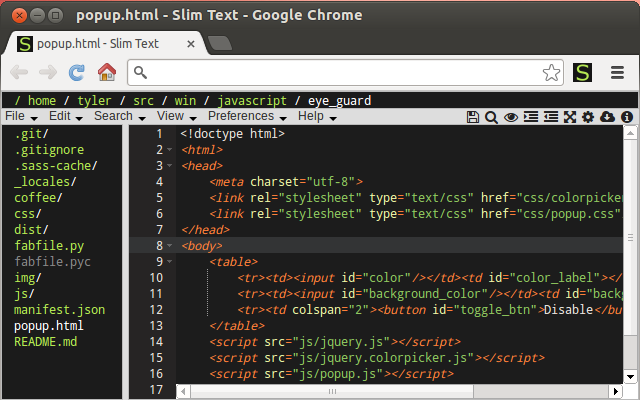 popup.html - Slim Text - Google Chrome
S popup.html - Slim Text
S
/ home / tyler / src / win / javascript / eye_guard
File Edit Search View Preferences Help
.git/
.gitignore
.sass-cache/
_locales/
coffee/
css/
dist/
fabfile.py
fabfile.pyc
img/
js/
manifest.json
popup.html
README.md
1 <!doctype html>
2 <html>
3 <head>
4 <meta charset="utf-8">
5 <link rel="stylesheet" type="text/css" href="css/colorpicker
6 <link rel="stylesheet" type="text/css" href="css/popup.css"
7 </head>
8 <body>
9 <table>
10 <tr><td><input id="color"/></td><td id="color_label"></
11 <tr><td><input id="background_color"/></td><td id="back
12 <tr><td colspan="2"><button id="toggle_btn">Disable</bu
13 </table>
14 <script src="js/jquery.js"></script>
15 <script src="js/jquery.colorpicker.js"></script>
16 <script src="js/popup.js"></script>
17